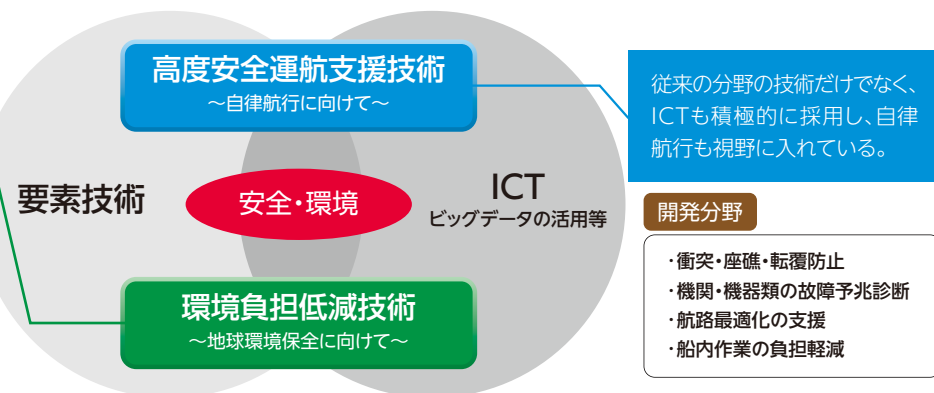 高度安全運航支援技術
～自律航行に向けて～
従来の分野の技術だけでなく、
ICTも積極的に採用し、自律
航行も視野に入れている。
要素技術
安全・環境
ICT
ビッグデータの活用等
開発分野
・衝突・座礁・転覆防止
・機関・機器類の故障予兆診断
・航路最適化の支援
・船内作業の負担軽減
環境負担低減技術
～地球環境保全に向けて～